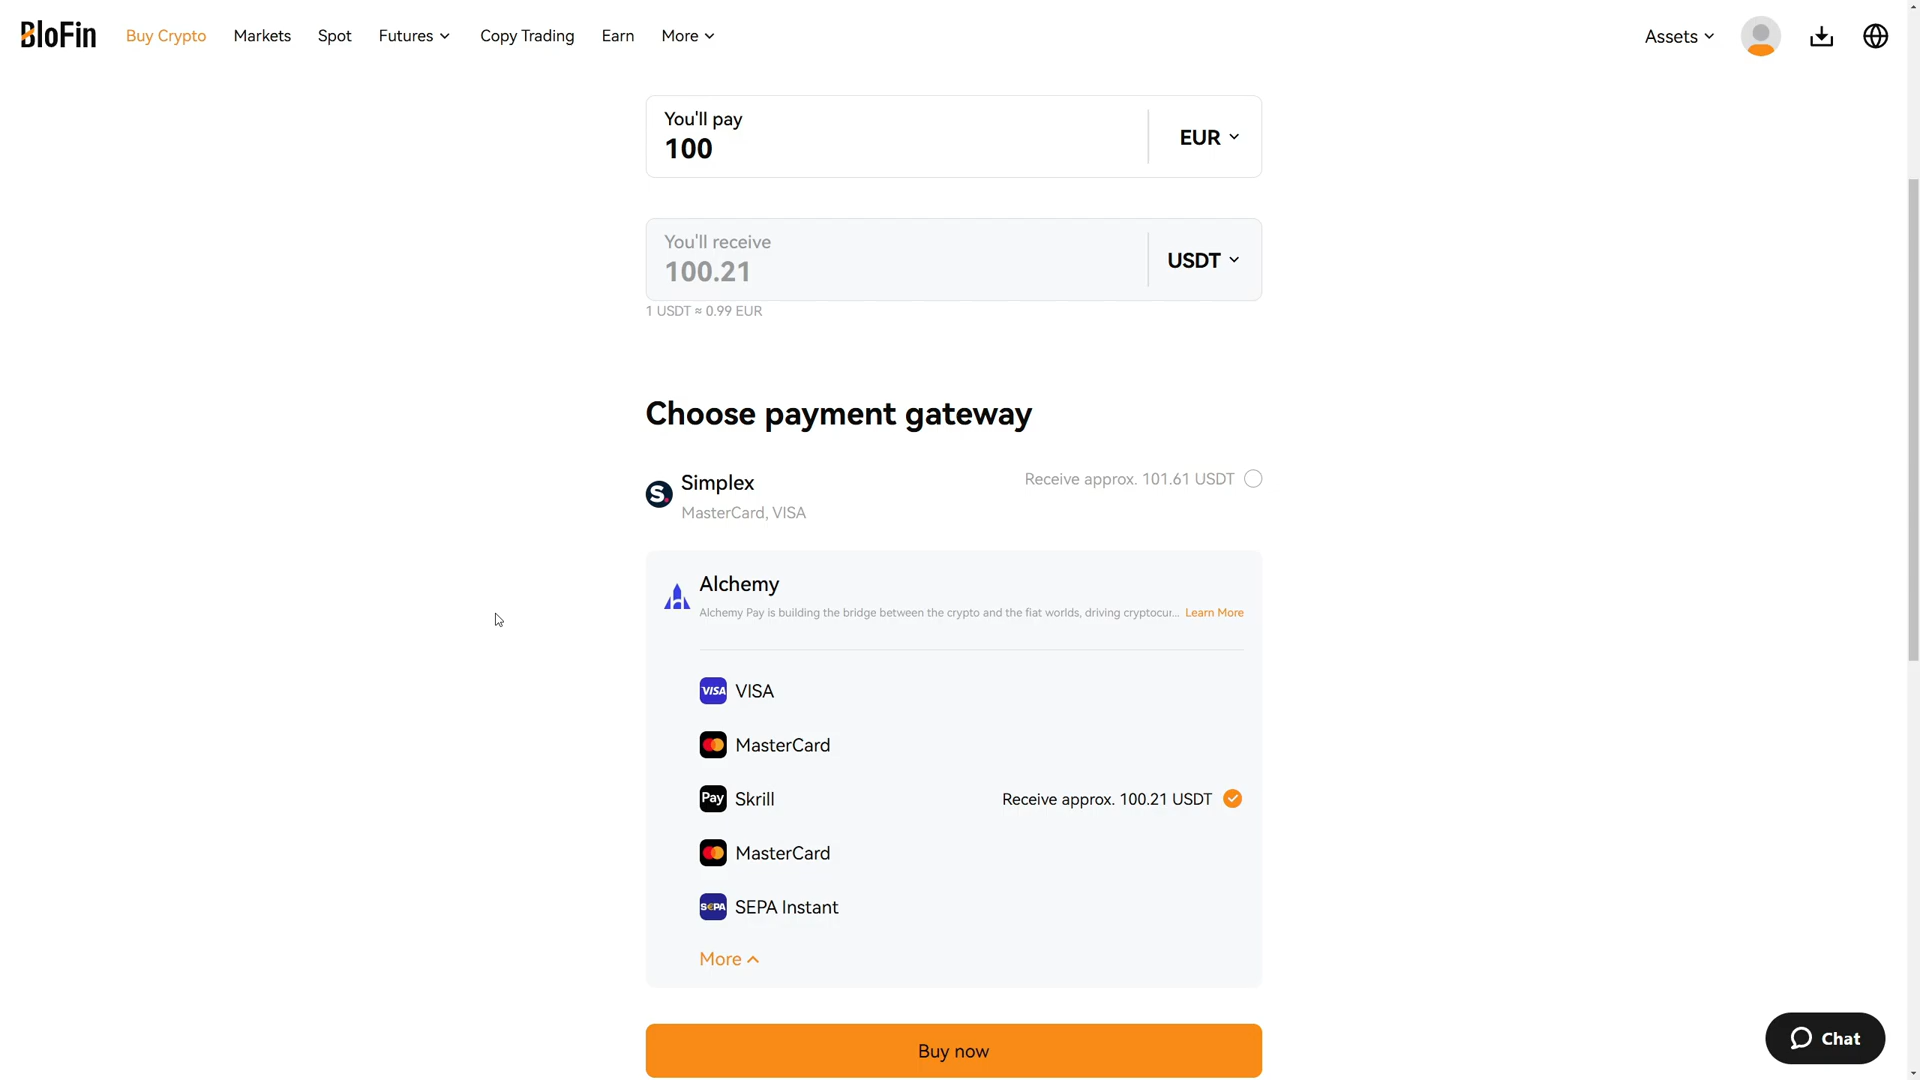 BloFin
Buy Crypto
Markets
Spot
Futures
Copy Trading
Earn
More
Assets
You'll pay
100
EUR
You'll receive
100.21
USDT
1 USDT ≈ 0.99 EUR
Choose payment gateway
S.
Simplex
Receive approx. 101.61 USDT
MasterCard, VISA
Alchemy
Alchemy Pay is building the bridge between the crypto and the fiat worlds, driving cryptocur... Learn More
VISA VISA
MasterCard
Pay Skrill
Receive approx. 100.21 USDT
MasterCard
SEPA SEPA Instant
More
Buy now
Chat